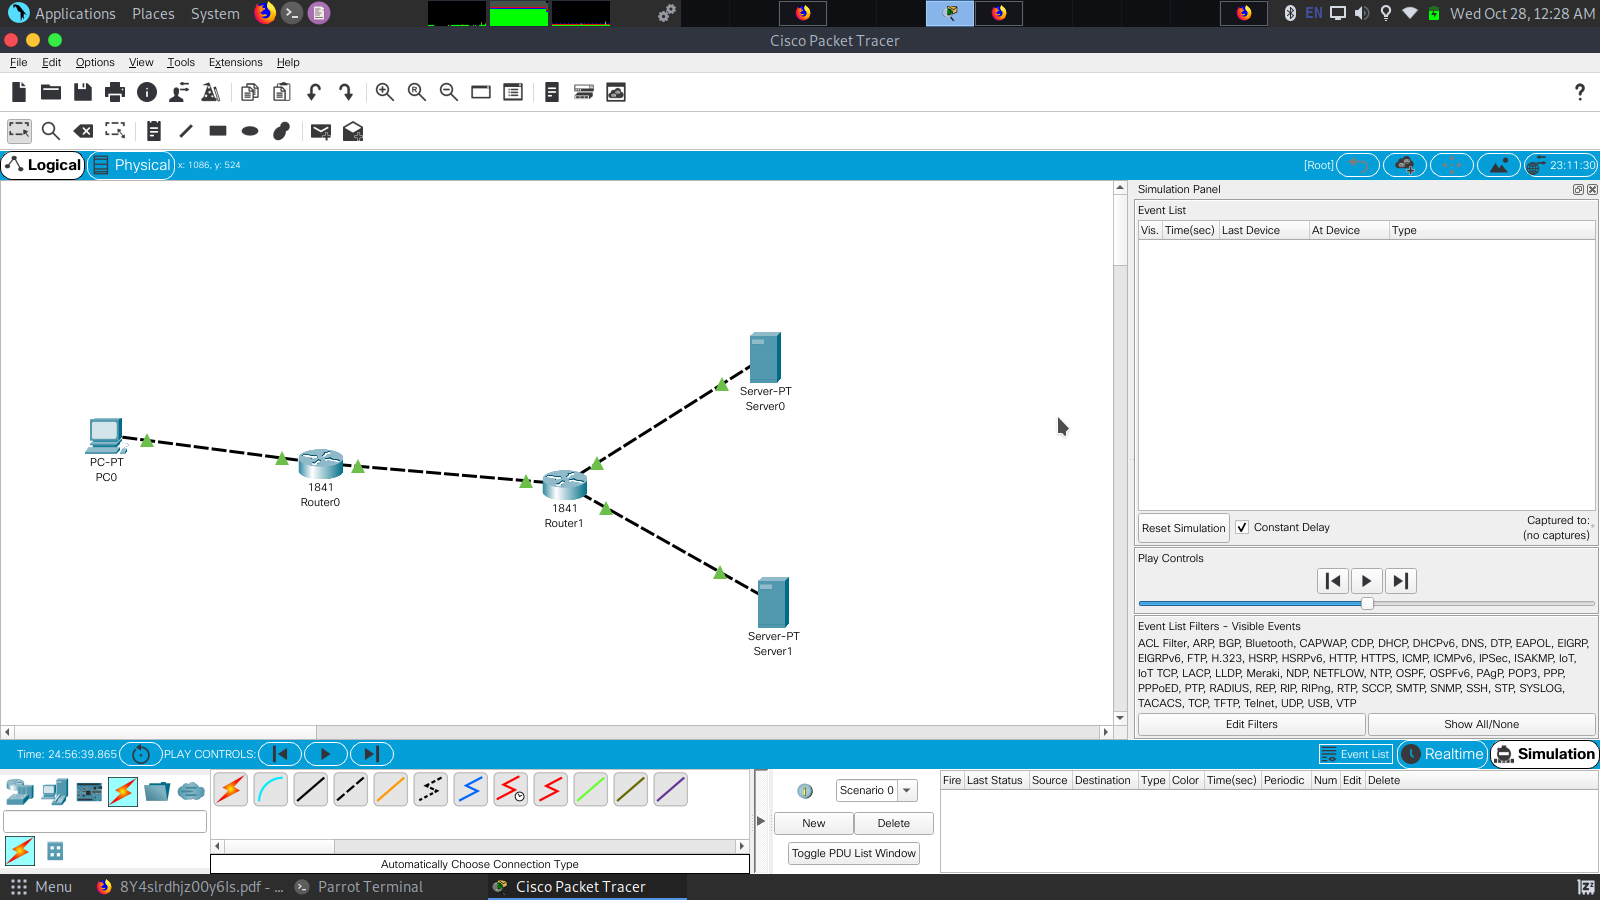 Applications Places System
EN Wed Oct 28, 12:28 AM
Cisco Packet Tracer
File Edit Options View Tools Extensions Help
Logical Physical x: 1086, y: 524 [Root] 23:11:30
Simulation Panel
Event List
Vis. Time(sec) Last Device At Device Type
Server-PT
Server0
PC-PT
PC0
1841
Router0
1841
Router1
Server-PT
Server1
Reset Simulation Constant Delay Captured to:
(no captures)
Play Controls
Event List Filters - Visible Events
ACL Filter, ARP, BGP, Bluetooth, CAPWAP, CDP, DHCP, DHCPv6, DNS, DTP, EAPOL, EIGRP,
EIGRPv6, FTP, H.323, HSRP, HSRPv6, HTTP, HTTPS, ICMP, ICMPv6, IPSec, ISAKMP, IoT,
IoT TCP, LACP, LLDP, Meraki, NDP, NETFLOW, NTP, OSPF, OSPFv6, PAgP, POP3, PPP,
PPPoED, PTP, RADIUS, REP, RIP, RIPng, RTP, SCCP, SMTP, SNMP, SSH, STP, SYSLOG,
TACACS, TCP, TFTP, Telnet, UDP, USB, VTP
Edit Filters Show All/None
Time: 24:56:39.865 PLAY CONTROLS: Event List Realtime Simulation
Scenario 0
Fire Last Status Source Destination Type Color Time(sec) Periodic Num Edit Delete
New Delete
Toggle PDU List Window
Automatically Choose Connection Type
Menu 8Y4slrdhjz00y6Is.pdf - ... Parrot Terminal Cisco Packet Tracer